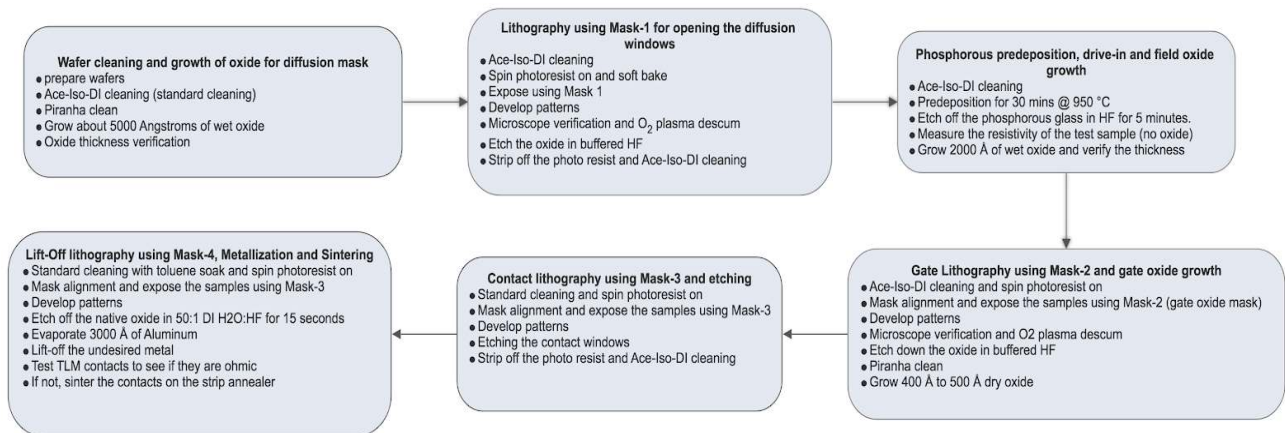 Wafer cleaning and growth of oxide for diffusion mask
● prepare wafers
● Ace-Iso-DI cleaning (standard cleaning)
● Piranha clean
● Grow about 5000 Angstroms of wet oxide
● Oxide thickness verification
Lithography using Mask-1 for opening the diffusion
windows
● Ace-Iso-DI cleaning
● Spin photoresist on and soft bake
● Expose using Mask 1
● Develop patterns
● Microscope verification and O₂ plasma descum
● Etch the oxide in buffered HF
● Strip off the photo resist and Ace-Iso-DI cleaning
Phosphorous predeposition, drive-in and field oxide
growth
● Ace-Iso-DI cleaning
● Predeposition for 30 mins @ 950 °C
● Etch off the phosphorous glass in HF for 5 minutes.
● Measure the resistivity of the test sample (no oxide)
● Grow 2000 Å of wet oxide and verify the thickness
Gate Lithography using Mask-2 and gate oxide growth
● Ace-Iso-DI cleaning and spin photoresist on
● Mask alignment and expose the samples using Mask-2 (gate oxide mask)
● Develop patterns
● Microscope verification and O2 plasma descum
● Etch down the oxide in buffered HF
● Piranha clean
● Grow 400 Å to 500 Å dry oxide
Contact lithography using Mask-3 and etching
● Standard cleaning and spin photoresist on
● Mask alignment and expose the samples using Mask-3
● Develop patterns
● Etching the contact windows
● Strip off the photo resist and Ace-Iso-DI cleaning
Lift-Off lithography using Mask-4, Metallization and Sintering
● Standard cleaning with toluene soak and spin photoresist on
● Mask alignment and expose the samples using Mask-3
● Develop patterns
● Etch off the native oxide in 50:1 DI H2O:HF for 15 seconds
● Evaporate 3000 Å of Aluminum
● Lift-off the undesired metal
● Test TLM contacts to see if they are ohmic
● If not, sinter the contacts on the strip annealer